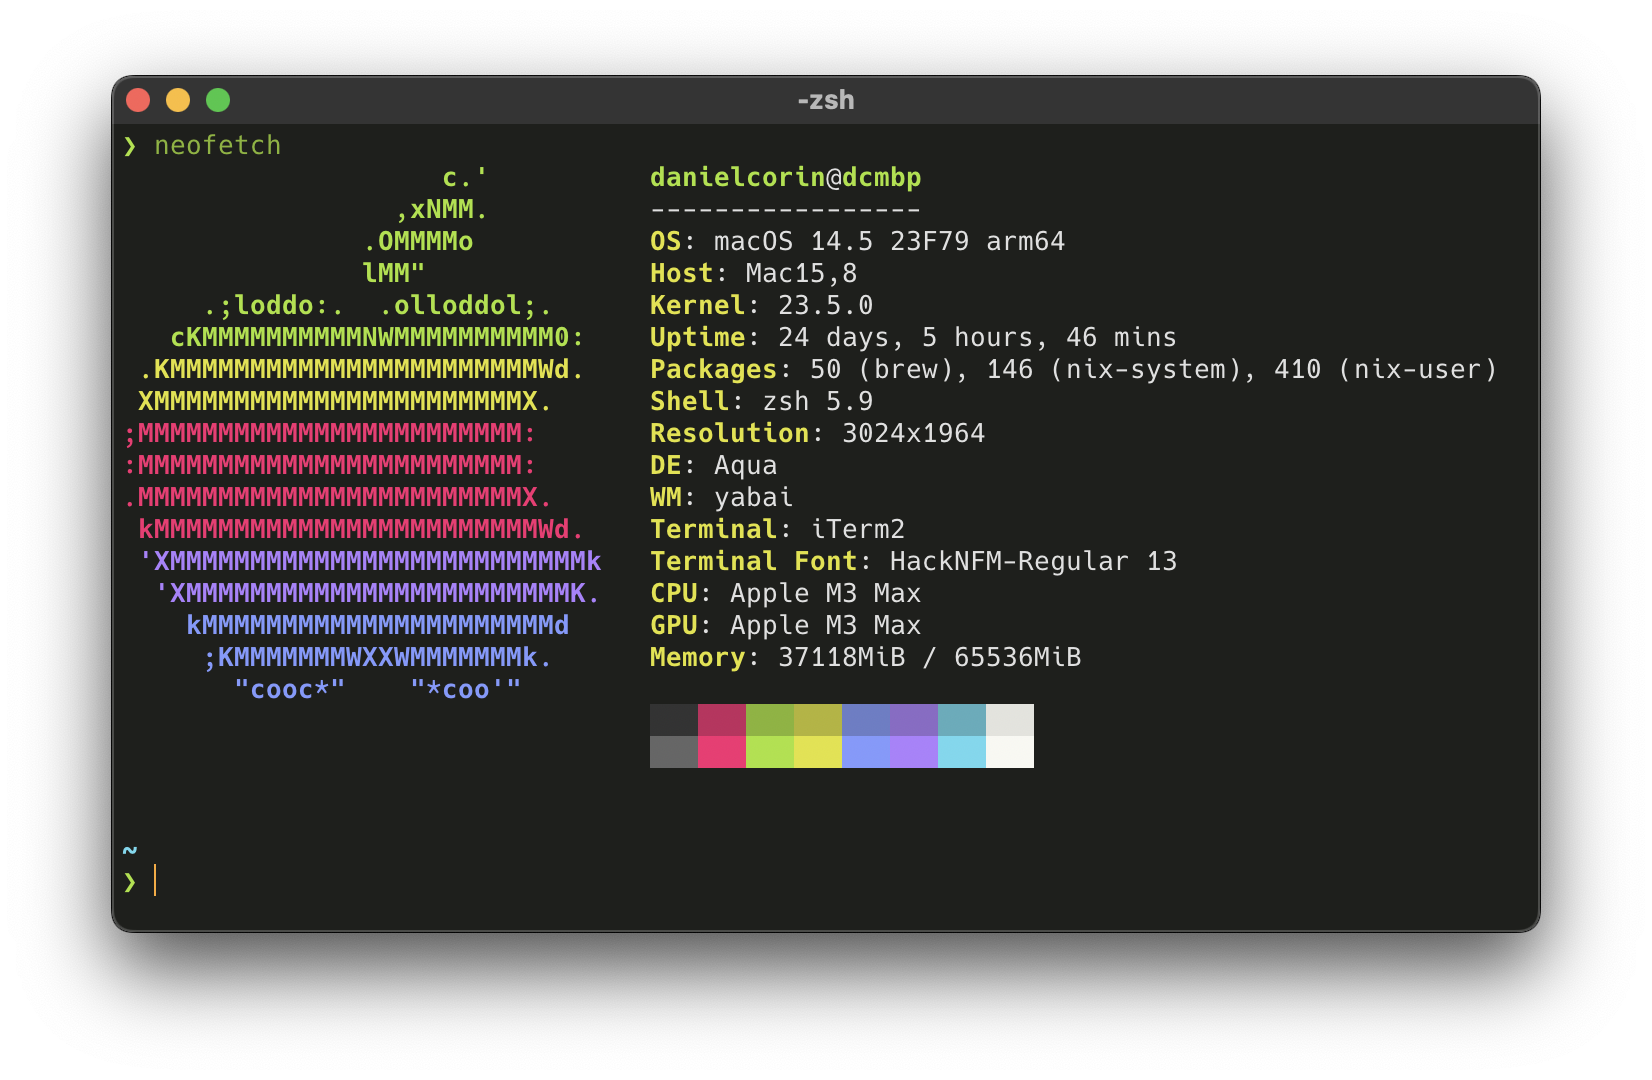 -zsh
❯ neofetch
                    c.'          danielcorin@dcmbp
                 ,xNMM.          -----------------
               .OMMMMo           OS: macOS 14.5 23F79 arm64
               lMM"              Host: Mac15,8
     .;loddo:.  .olloddol;.      Kernel: 23.5.0
   cKMMMMMMMMMMNWMMMMMMMMMM0:    Uptime: 24 days, 5 hours, 46 mins
 .KMMMMMMMMMMMMMMMMMMMMMMMWd.    Packages: 50 (brew), 146 (nix-system), 410 (nix-user)
 XMMMMMMMMMMMMMMMMMMMMMMMX.      Shell: zsh 5.9
;MMMMMMMMMMMMMMMMMMMMMMMM:       Resolution: 3024x1964
:MMMMMMMMMMMMMMMMMMMMMMMM:       DE: Aqua
.MMMMMMMMMMMMMMMMMMMMMMMMX.      WM: yabai
 kMMMMMMMMMMMMMMMMMMMMMMMMWd.    Terminal: iTerm2
 'XMMMMMMMMMMMMMMMMMMMMMMMMMMk   Terminal Font: HackNFM-Regular 13
  'XMMMMMMMMMMMMMMMMMMMMMMMMK.   CPU: Apple M3 Max
    kMMMMMMMMMMMMMMMMMMMMMMd     GPU: Apple M3 Max
     ;KMMMMMMMWXXWMMMMMMMk.      Memory: 37118MiB / 65536MiB
       "cooc*"    "*coo'"
~
❯